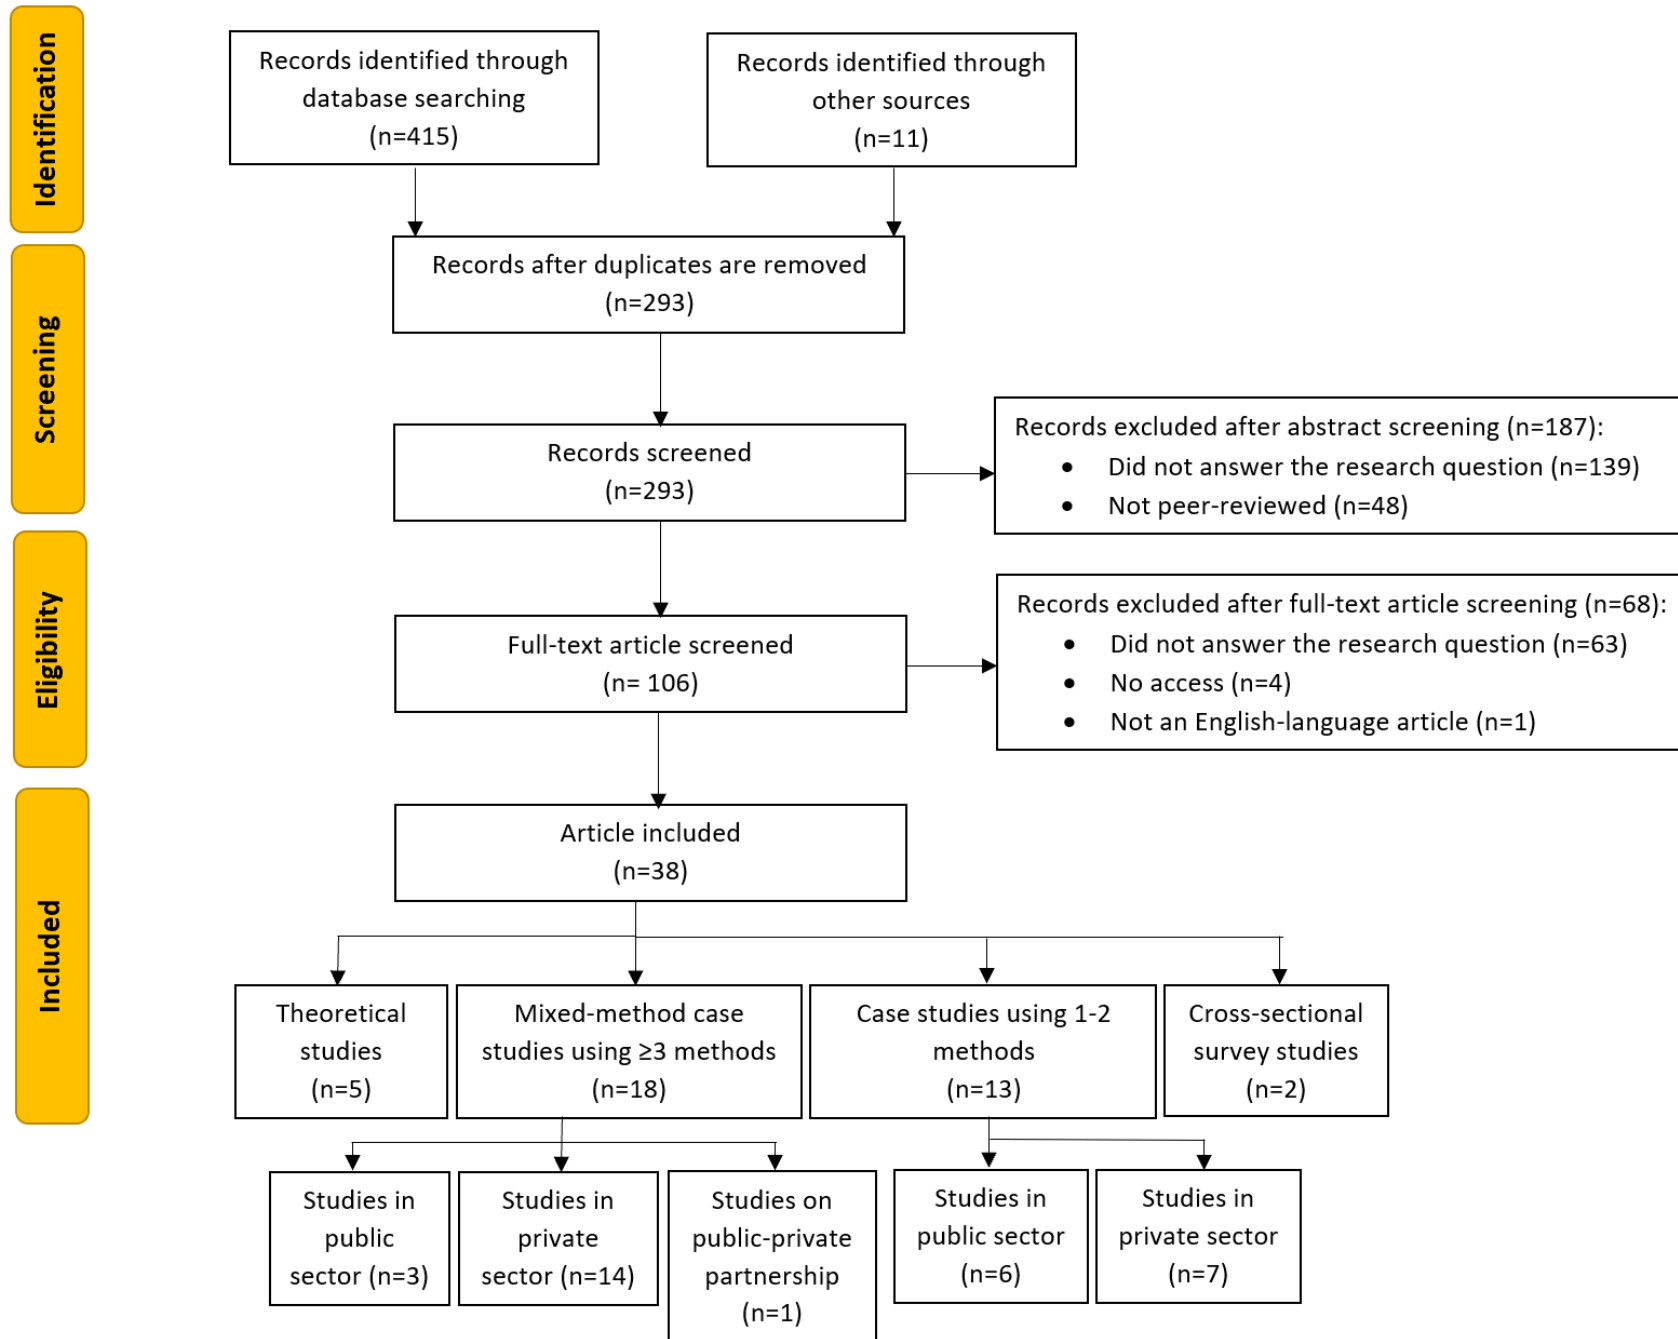 Identification
Records identified through
database searching
(n=415)
Records identified through
other sources
(n=11)
Screening
Records after duplicates are removed
(n=293)
Records screened
(n=293)
Records excluded after abstract screening (n=187):
• Did not answer the research question (n=139)
• Not peer-reviewed (n=48)
Eligibility
Full-text article screened
(n= 106)
Records excluded after full-text article screening (n=68):
• Did not answer the research question (n=63)
• No access (n=4)
• Not an English-language article (n=1)
Included
Article included
(n=38)
Theoretical
studies
(n=5)
Mixed-method case
studies using ≥3 methods
(n=18)
Case studies using 1-2
methods
(n=13)
Cross-sectional
survey studies
(n=2)
Studies in
public
sector (n=3)
Studies in
private
sector (n=14)
Studies on
public-private
partnership
(n=1)
Studies in
public sector
(n=6)
Studies in
private sector
(n=7)